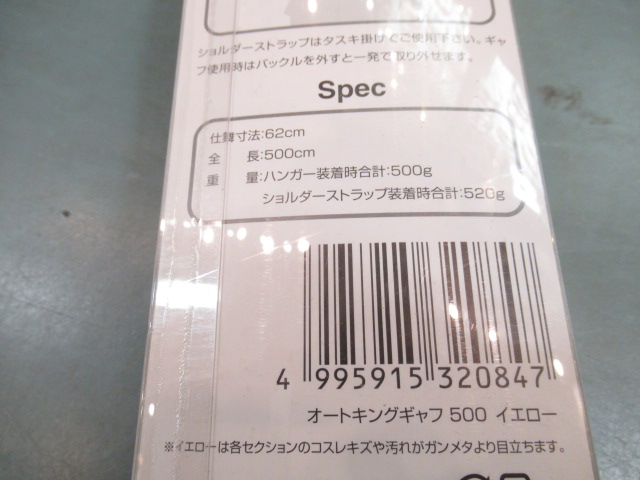 ショルダーストラップはタスキ掛けでご使用下さい。ギャ
フ使用時はバックルを外すと一発で取り外せます。
Spec
仕舞寸法:62cm
全 長:500cm
重 量:ハンガー装着時合計:500g
ショルダーストラップ装着時合計:520g
4 995915 320847
オートキングギャフ 500 イエロー
※イエローは各セクションのコスレキズや汚れがガンメタより目立ちます。